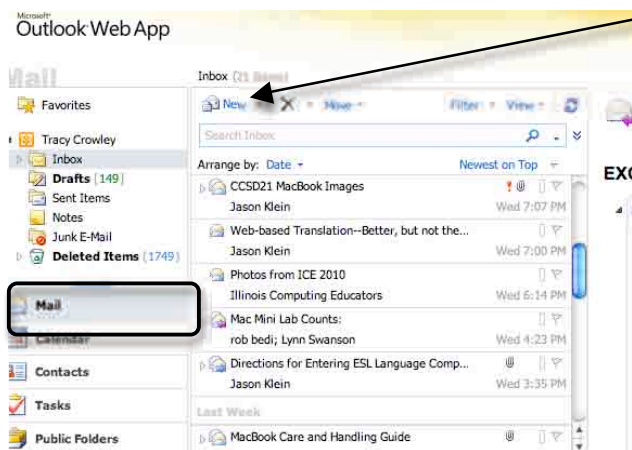 Microsoft®
Outlook Web App
Mail
Inbox (21 Items)
Favorites
New Move Filter View
Tracy Crowley
Search Inbox
Inbox
Arrange by: Date Newest on Top
Drafts [149]
CCSD21 MacBook Images
EXC
Sent Items
Jason Klein Wed 7:07 PM
Notes
Web-based Translation--Better, but not the...
Junk E-Mail
Jason Klein Wed 7:00 PM
Deleted Items (1749)
Photos from ICE 2010
Illinois Computing Educators Wed 6:14 PM
Mail
Mac Mini Lab Counts:
Calendar
rob bedi; Lynn Swanson Wed 4:23 PM
Contacts
Directions for Entering ESL Language Comp...
Jason Klein Wed 3:35 PM
Tasks
Last Week
Public Folders
MacBook Care and Handling Guide